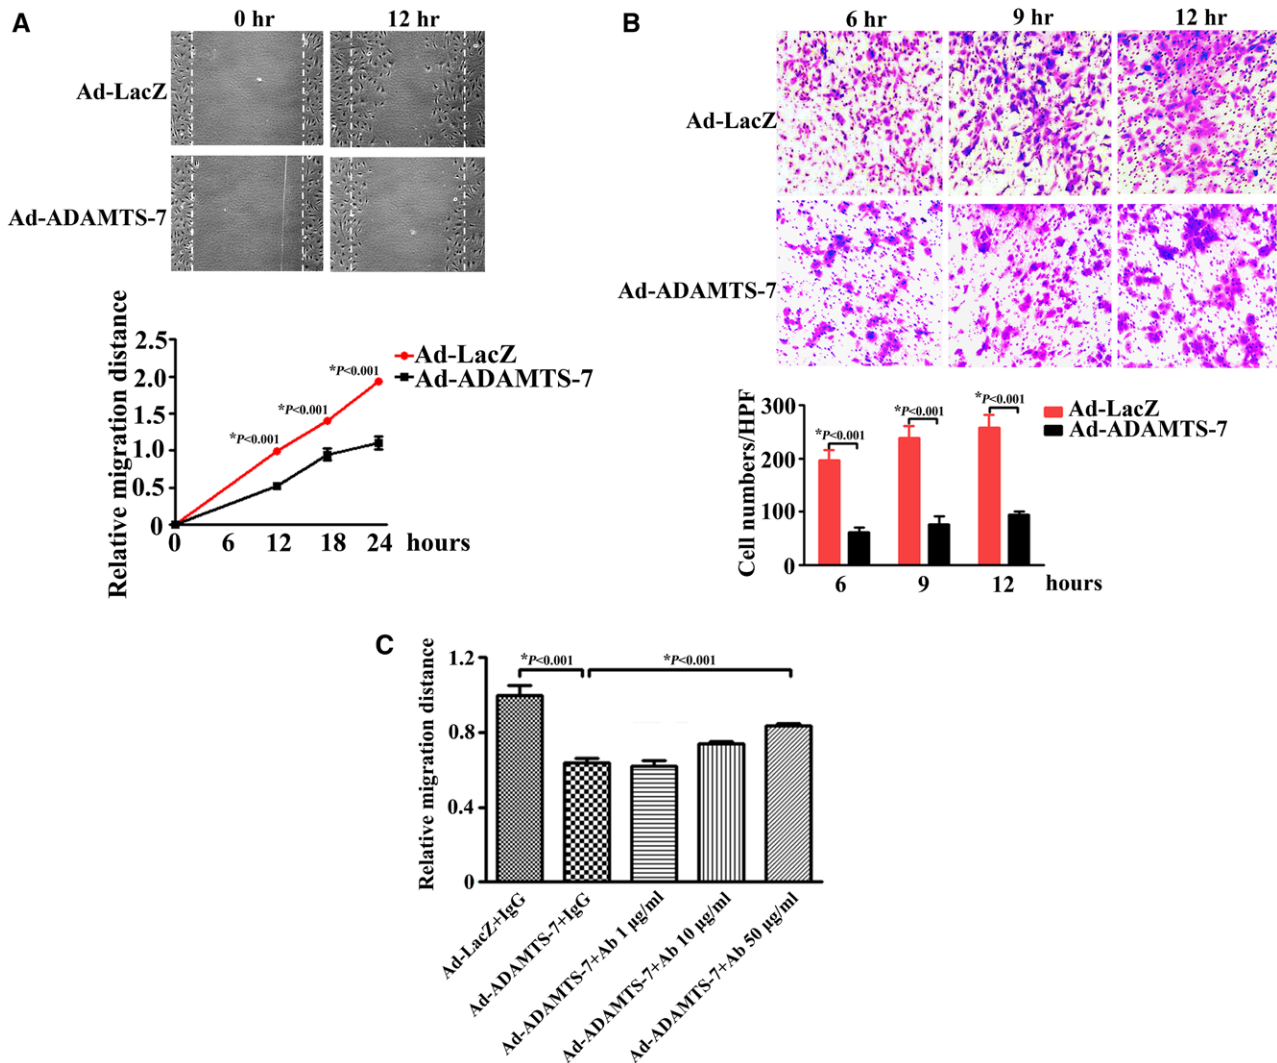 A
0 hr 12 hr
Ad-LacZ
Ad-ADAMTS-7
Relative migration distance
2.5
2.0
1.5
1.0
0.5
0
*P<0.001
*P<0.001
*P<0.001
Ad-LacZ
Ad-ADAMTS-7
0 6 12 18 24 hours
B
6 hr 9 hr 12 hr
Ad-LacZ
Ad-ADAMTS-7
Cell numbers/HPF
300
200
100
0
*P<0.001
*P<0.001
*P<0.001
Ad-LacZ
Ad-ADAMTS-7
6 9 12 hours
C
Relative migration distance
1.2
0.8
0.4
0
*P<0.001
*P<0.001
Ad-LacZ+IgG
Ad-ADAMTS-7+IgG
Ad-ADAMTS-7+Ab 1 µg/ml
Ad-ADAMTS-7+Ab 10 µg/ml
Ad-ADAMTS-7+Ab 50 µg/ml